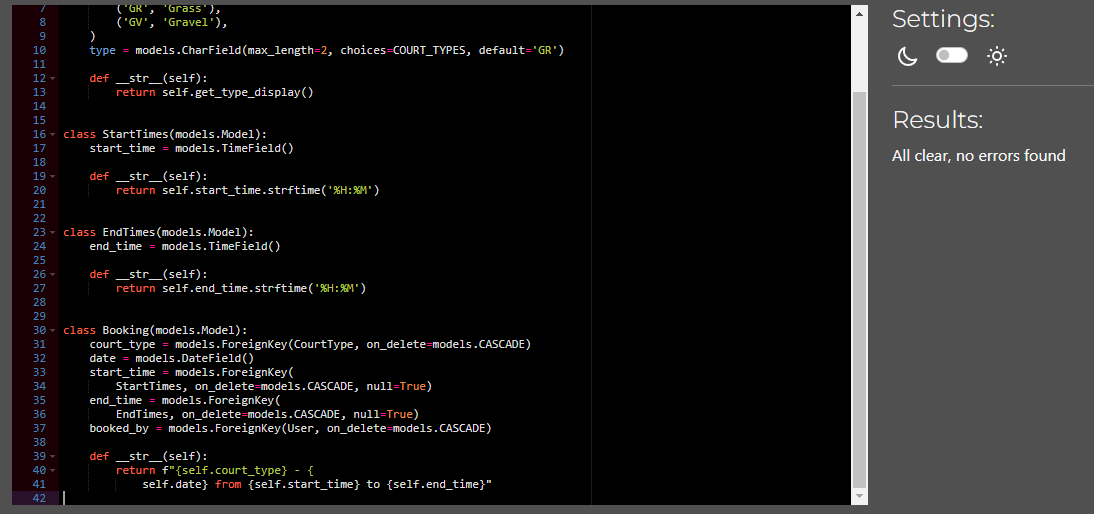 7             ('GR', 'Grass'),
8             ('GV', 'Gravel'),
9         )
10         type = models.CharField(max_length=2, choices=COURT_TYPES, default='GR')
11
12         def __str__(self):
13             return self.get_type_display()
14
15
16     class StartTimes(models.Model):
17         start_time = models.TimeField()
18
19         def __str__(self):
20             return self.start_time.strftime('%H:%M')
21
22
23     class EndTimes(models.Model):
24         end_time = models.TimeField()
25
26         def __str__(self):
27             return self.end_time.strftime('%H:%M')
28
29
30     class Booking(models.Model):
31         court_type = models.ForeignKey(CourtType, on_delete=models.CASCADE)
32         date = models.DateField()
33         start_time = models.ForeignKey(
34             StartTimes, on_delete=models.CASCADE, null=True)
35         end_time = models.ForeignKey(
36             EndTimes, on_delete=models.CASCADE, null=True)
37         booked_by = models.ForeignKey(User, on_delete=models.CASCADE)
38
39         def __str__(self):
40             return f"{self.court_type} - {
41                 self.date} from {self.start_time} to {self.end_time}"
42
Settings:
Results:
All clear, no errors found